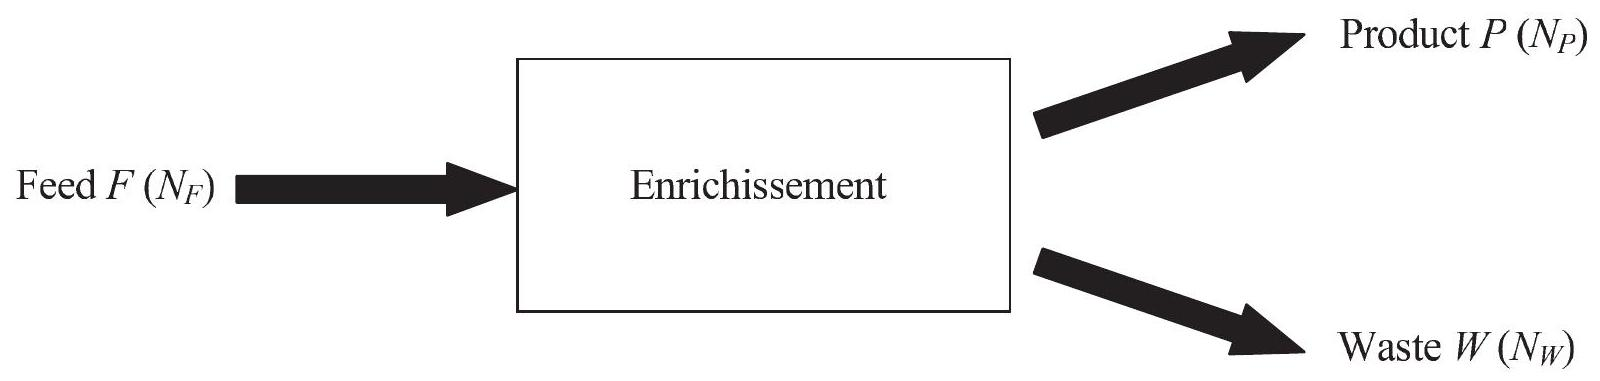 Product P (N_P)
Feed F (N_F)
Enrichissement
Waste W (N_W)